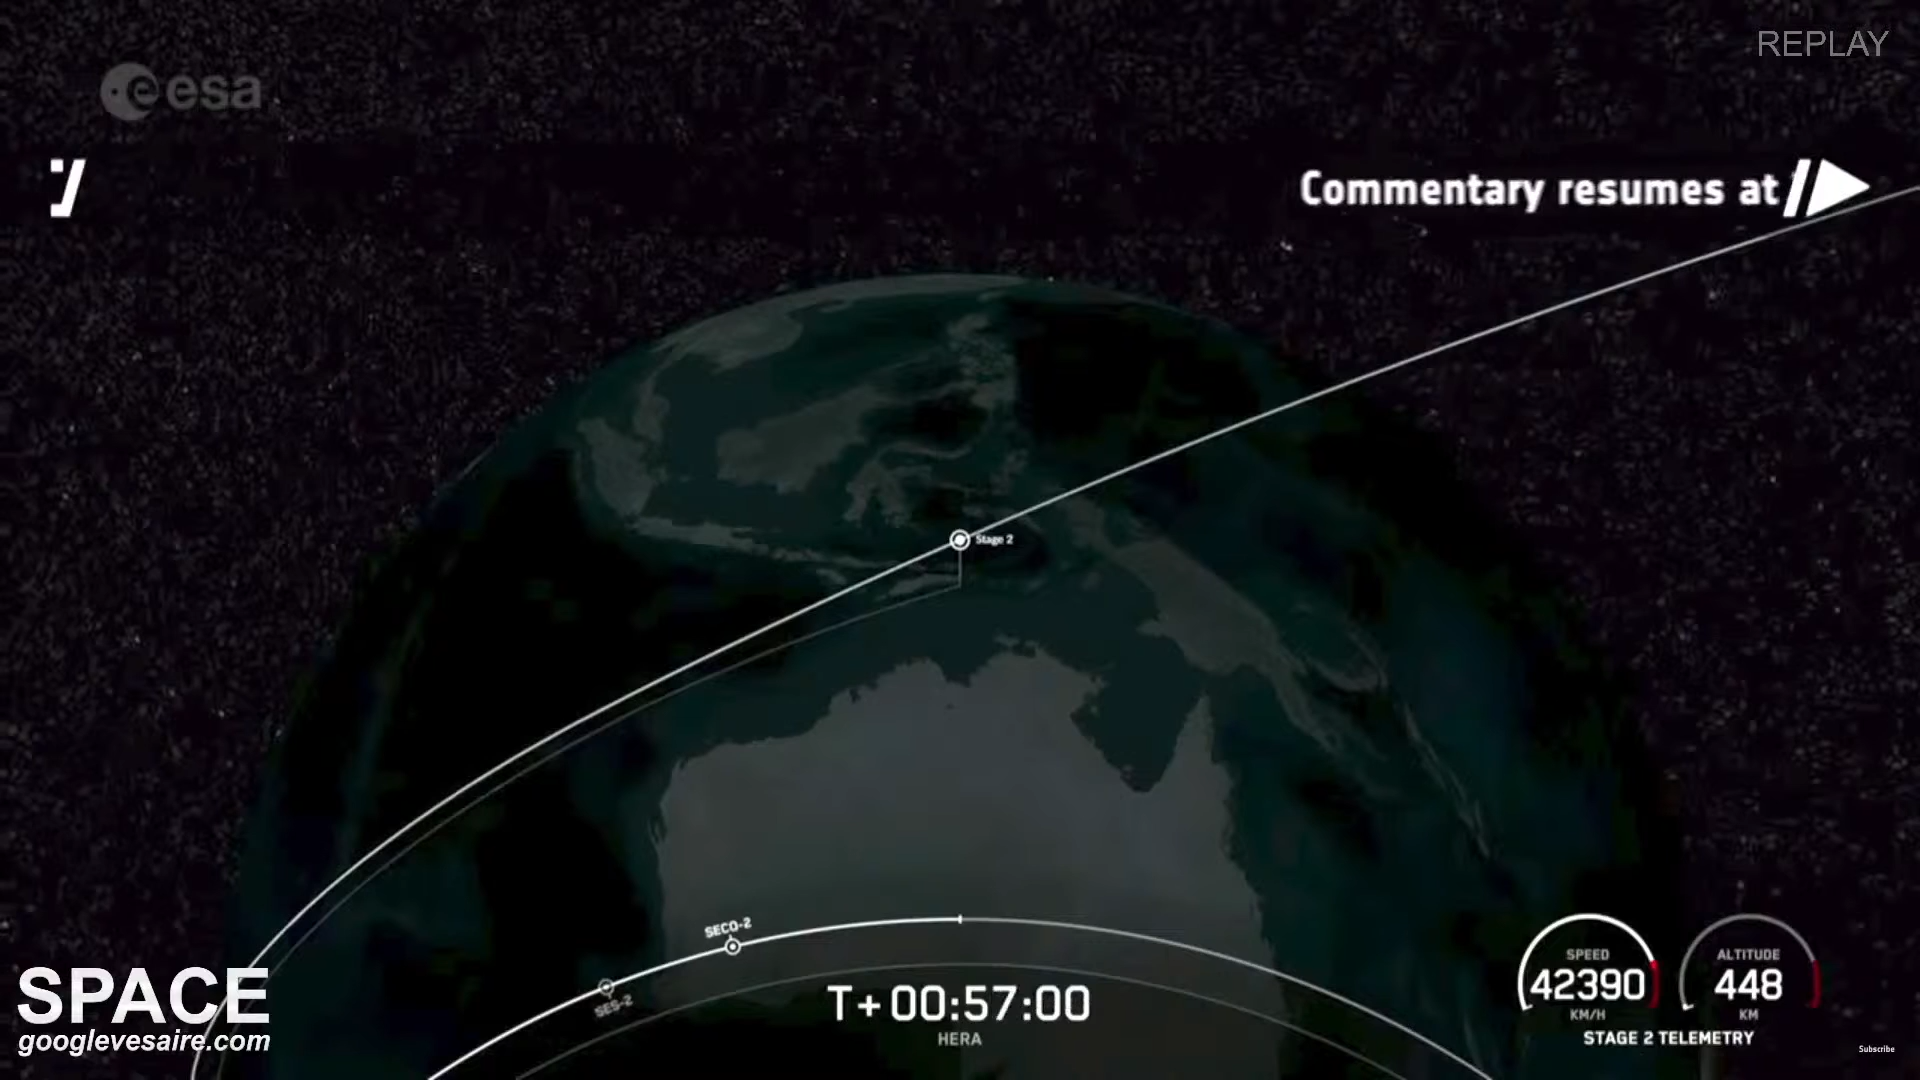 REPLAY
esa
Commentary resumes at
Stage 2
SECO-2
SES-2
T+00:57:00
HERA
SPEED
42390
KM/H
ALTITUDE
448
KM
STAGE 2 TELEMETRY
SPACE
googlevesaire.com
Subscribe